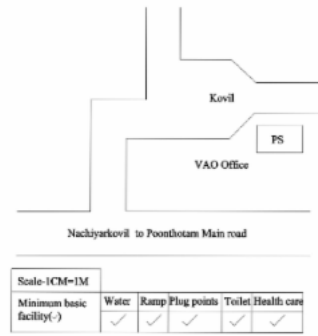 Kovil
PS
VAO Office
Nachiyarkovil to Poonthotam Main road
Scale-1CM=1M
Minimum basic facility(-) Water Ramp Plug points Toilet Health care